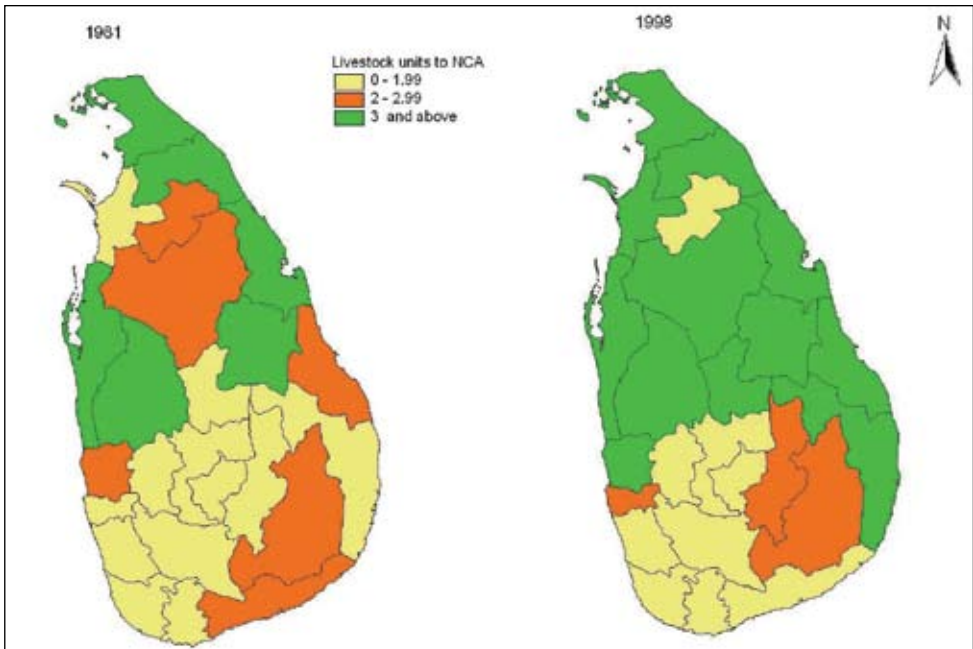 1981
1998
N
Livestock units to NCA
0 - 1.99
2 - 2.99
3 and above